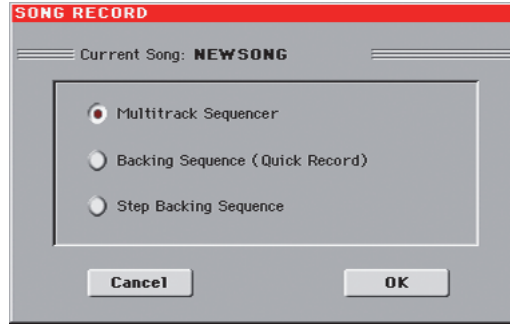 SONG RECORD
Current Song: NEWSONG
Multitrack Sequencer
Backing Sequence (Quick Record)
Step Backing Sequence
Cancel OK